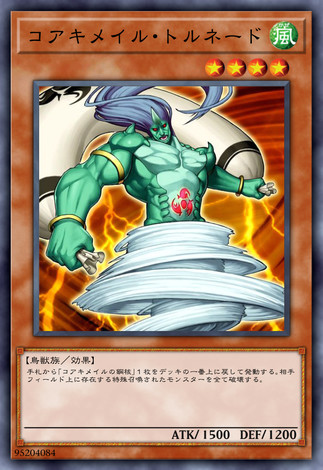 コアキメイル・トルネード
風
【鳥獣族／効果】
手札から「コアキメイルの鋼核」１枚をデッキの一番上に戻して発動する。相手
フィールド上に存在する特殊召喚されたモンスターを全て破壊する。
ATK/1500 DEF/1200
95204084